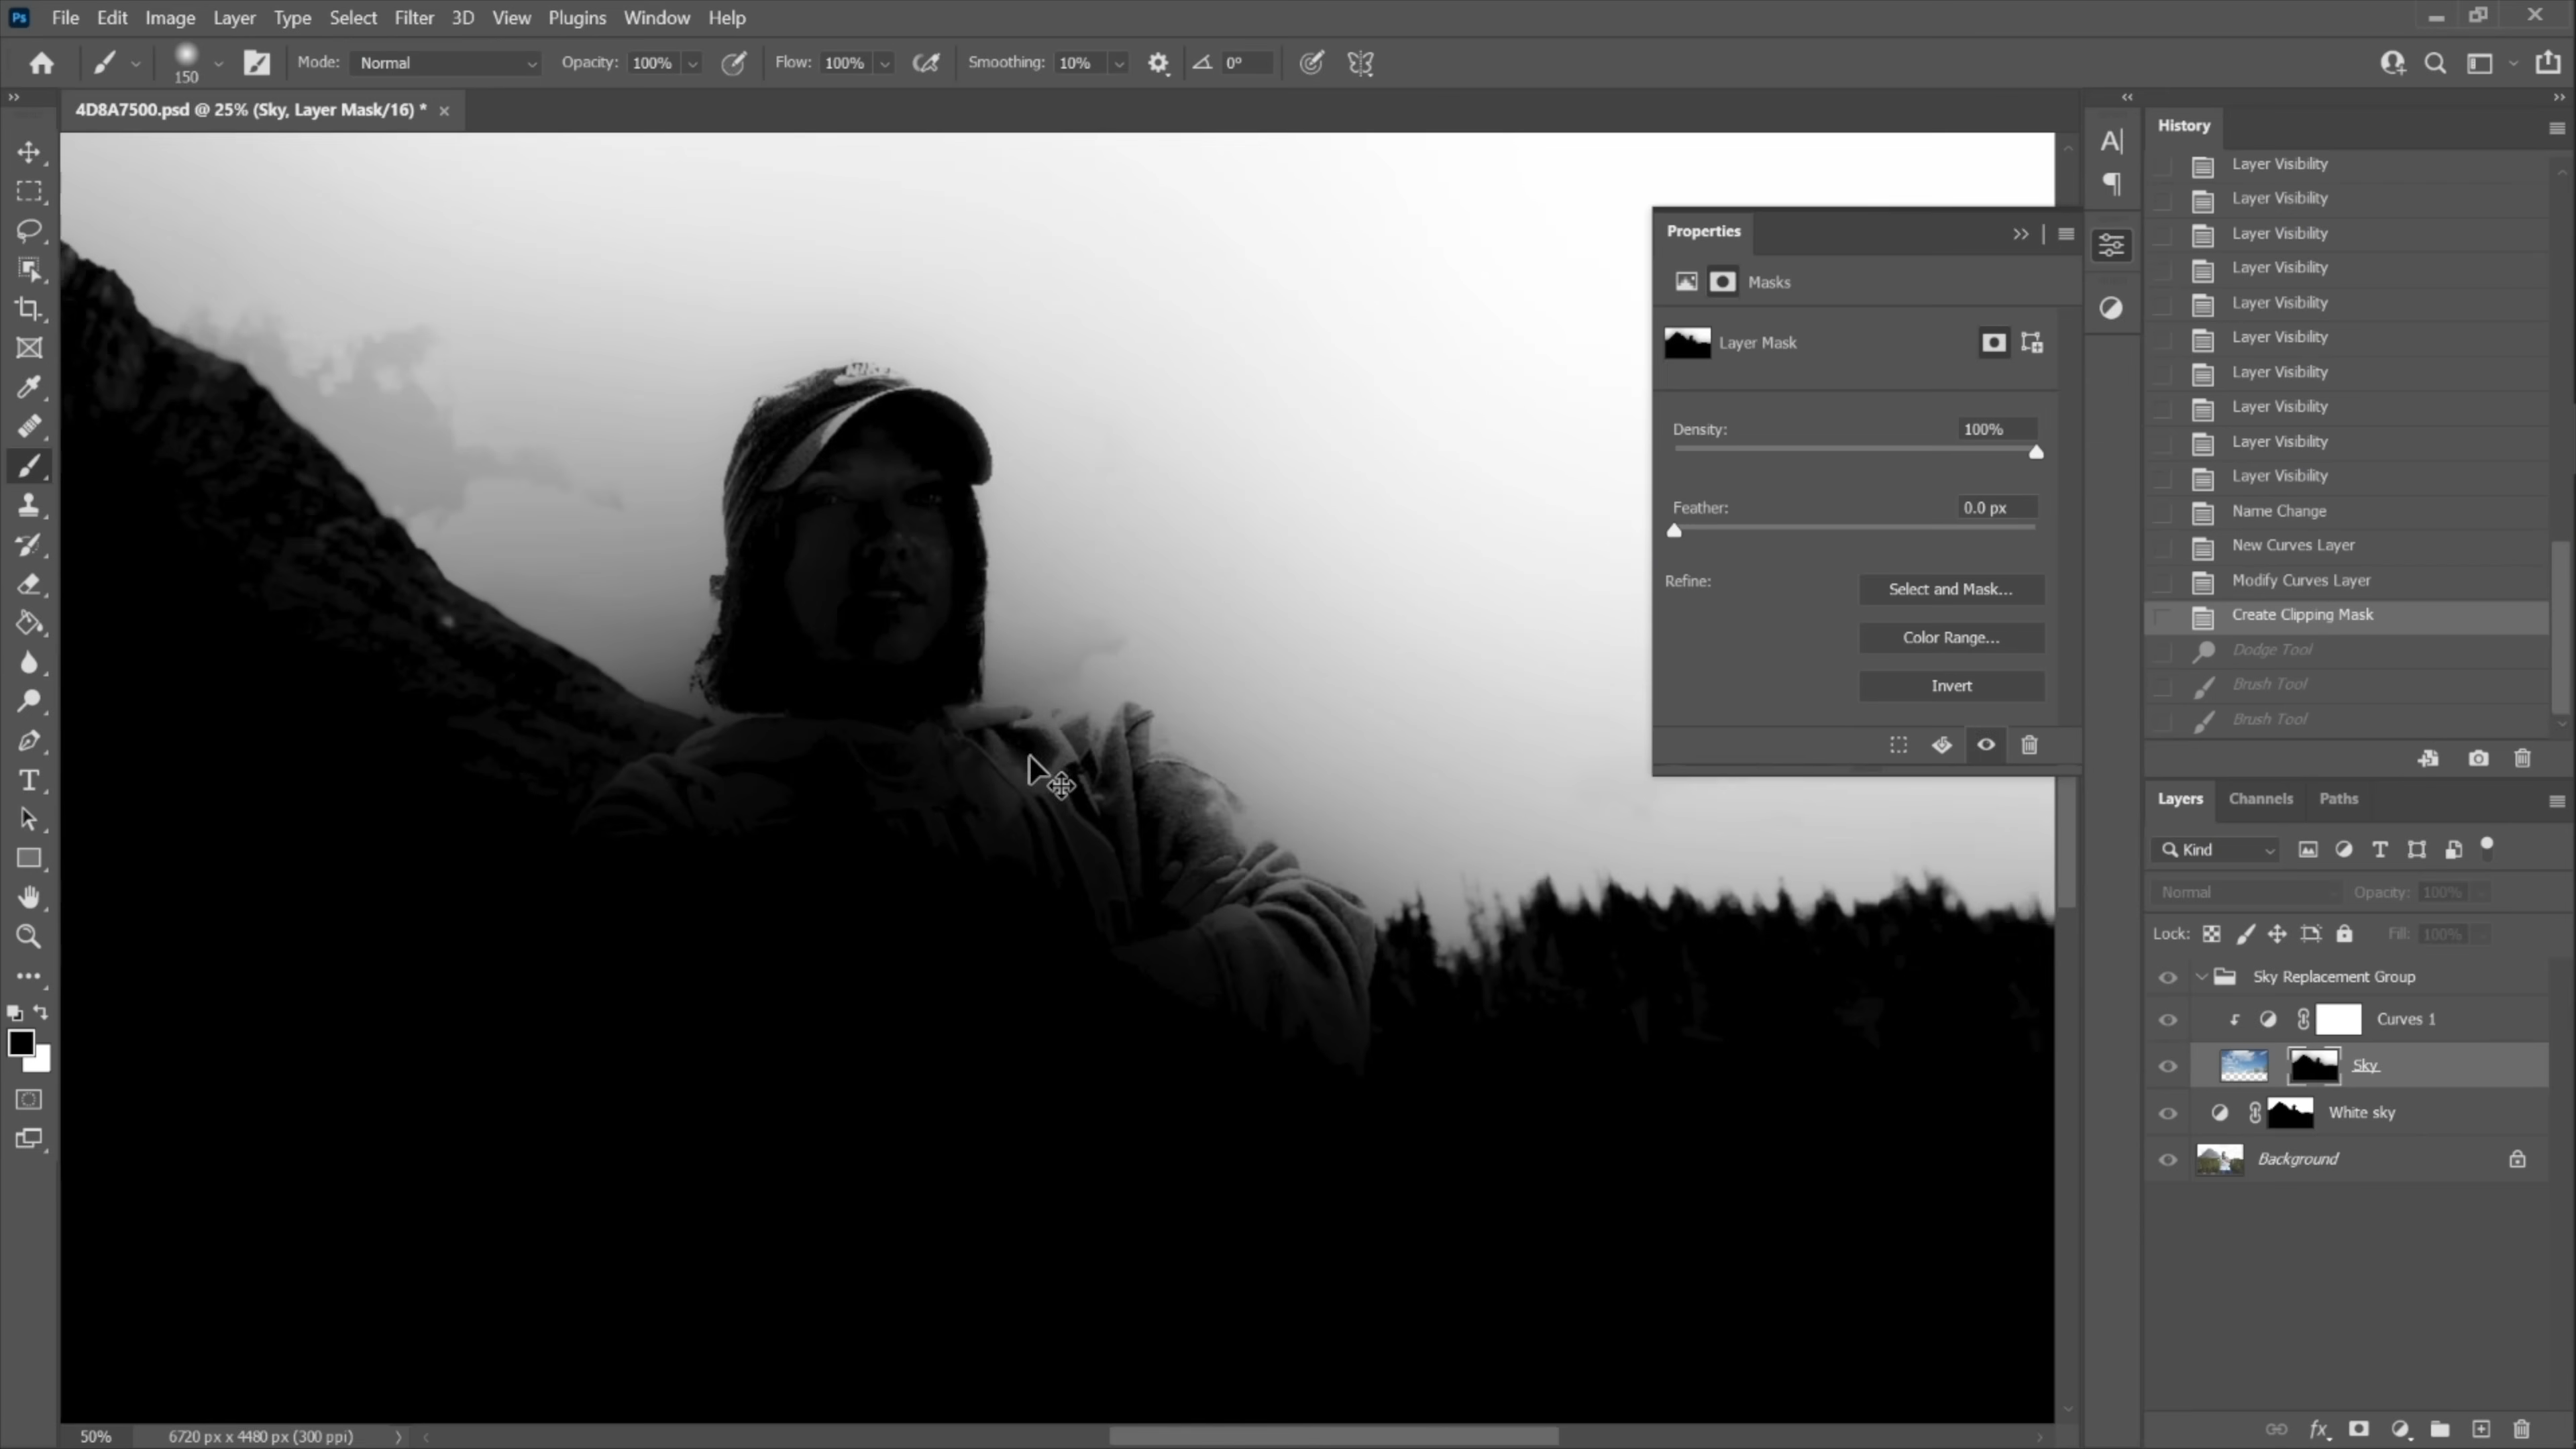 Ps File Edit Image Layer Type Select Filter 3D View Plugins Window Help
150 Mode: Normal Opacity: 100% Flow: 100% Smoothing: 10% 0°
4D8A7500.psd @ 25% (Sky, Layer Mask/16) *
NIKE
Properties
Masks
Layer Mask
Density: 100%
Feather: 0.0 px
Refine: Select and Mask...
Color Range...
Invert
History
Layer Visibility
Layer Visibility
Layer Visibility
Layer Visibility
Layer Visibility
Layer Visibility
Layer Visibility
Layer Visibility
Layer Visibility
Layer Visibility
Name Change
New Curves Layer
Modify Curves Layer
Create Clipping Mask
Dodge Tool
Brush Tool
Brush Tool
Layers Channels Paths
Kind
Normal Opacity: 100%
Lock: Fill: 100%
Sky Replacement Group
Curves 1
Sky
White sky
Background
fx
50% 6720 px x 4480 px (300 ppi)